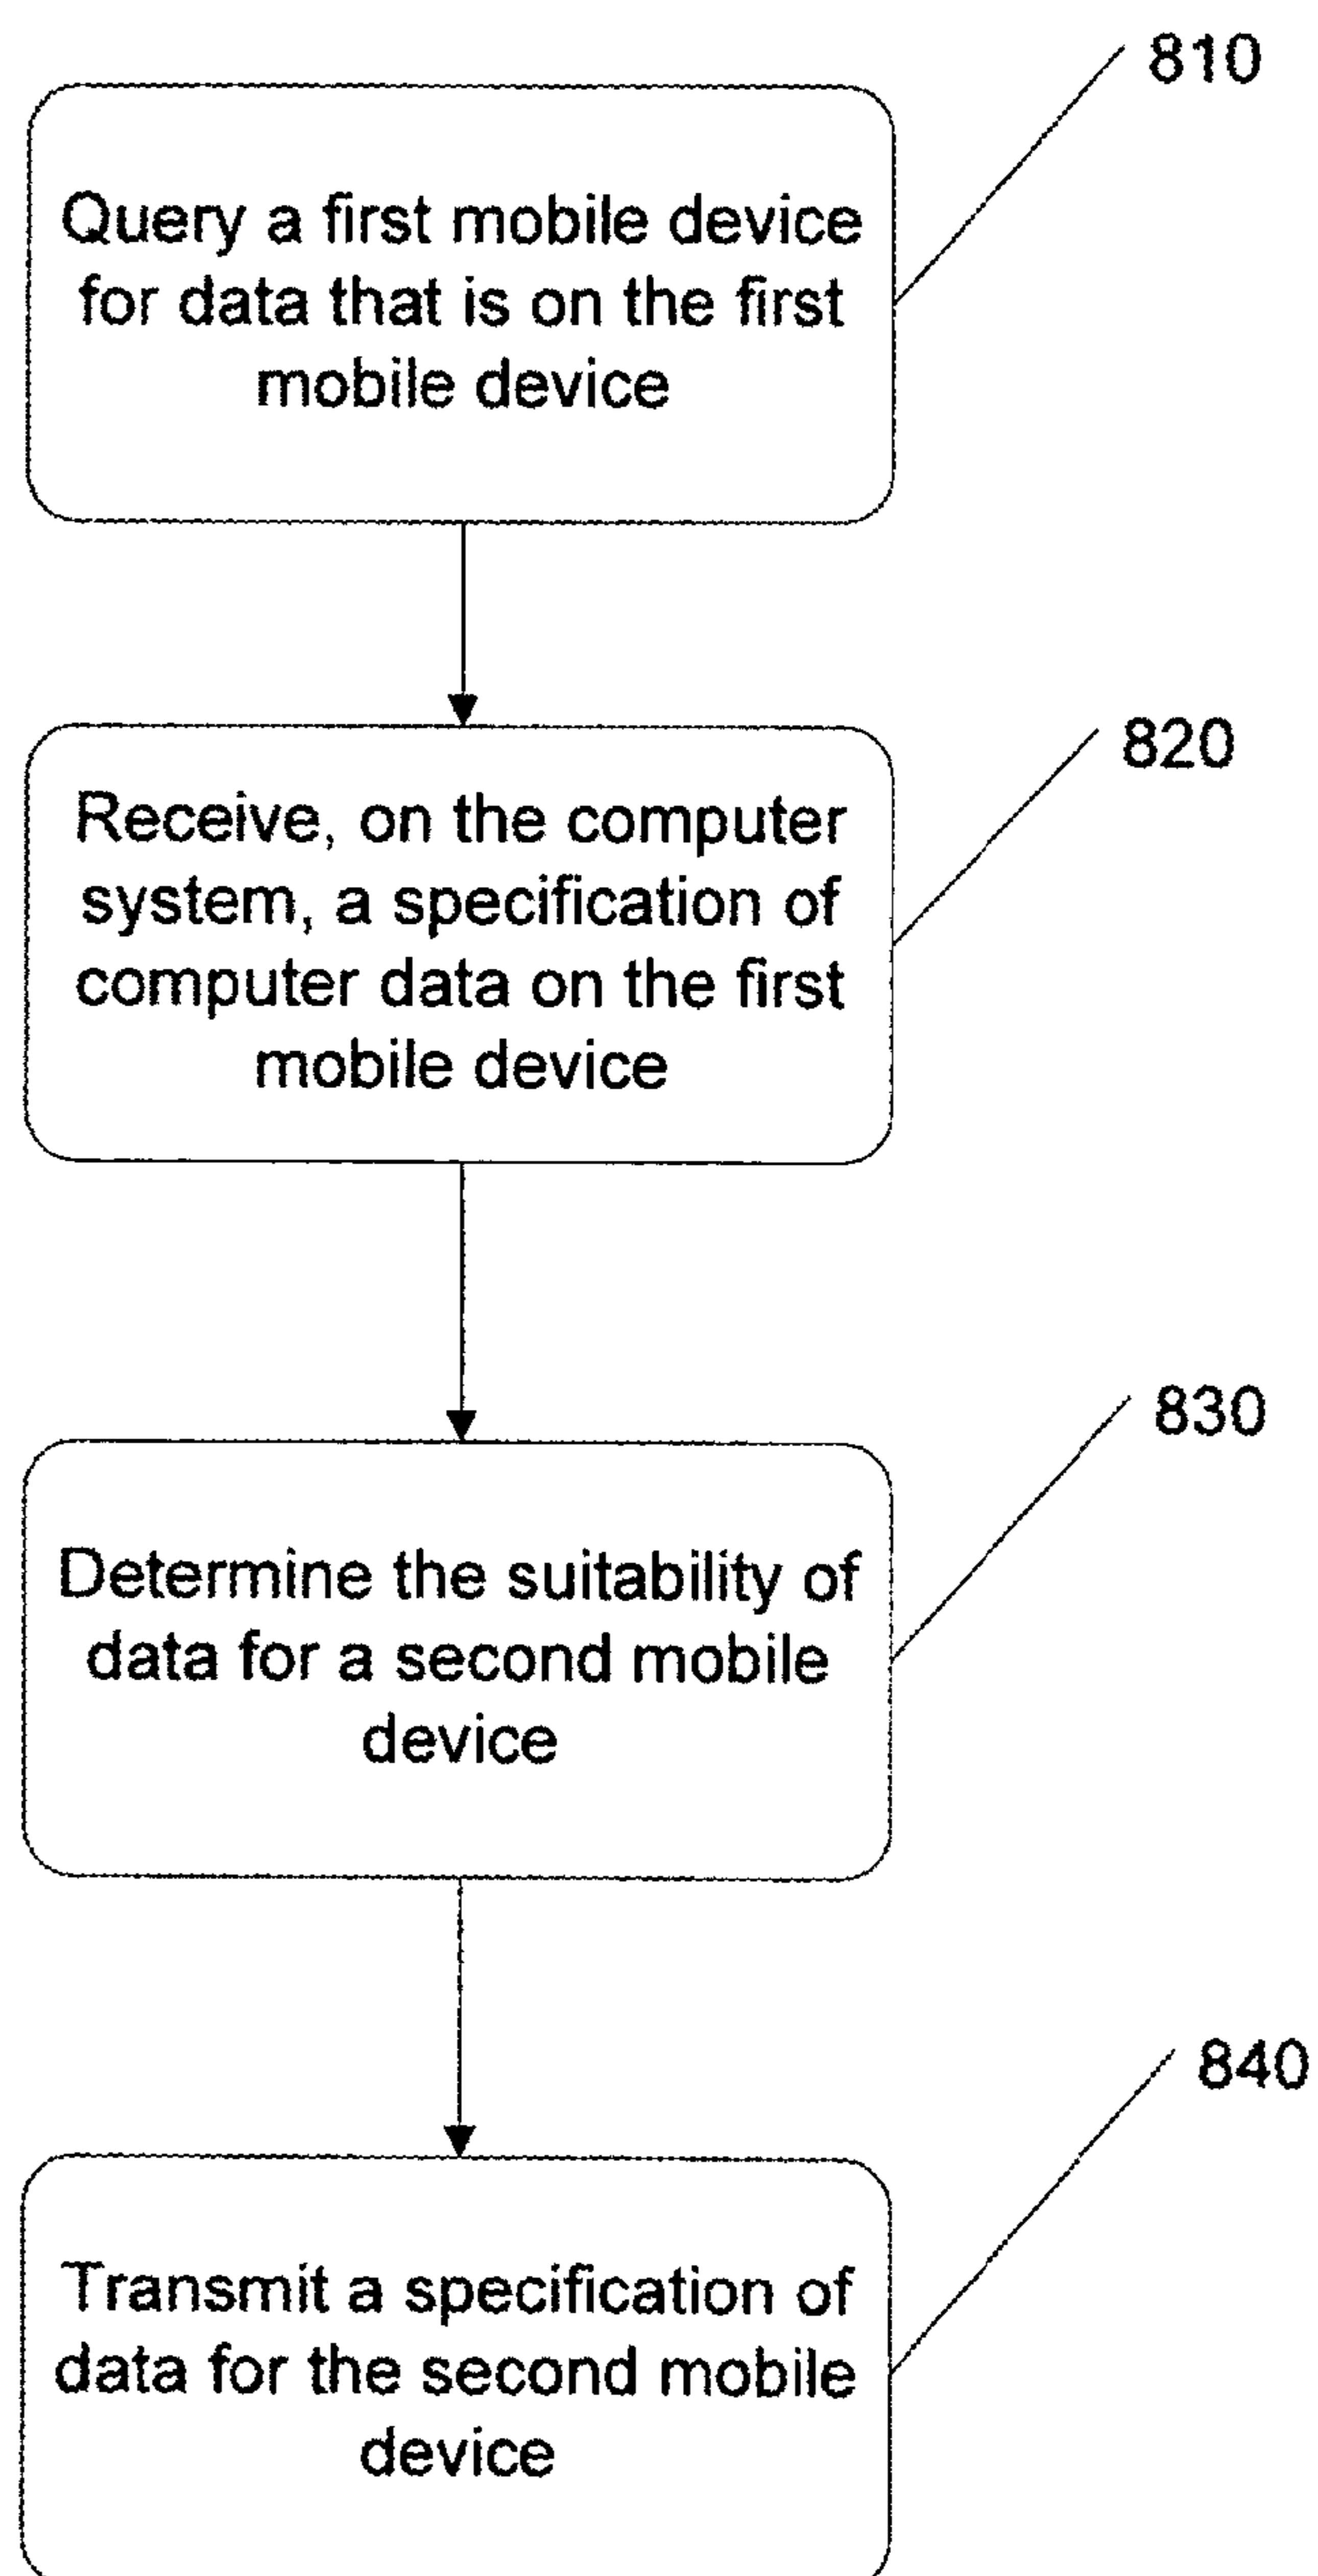 810
Query a first mobile device
for data that is on the first
mobile device
820
Receive, on the computer
system, a specification of
computer data on the first
mobile device
830
Determine the suitability of
data for a second mobile
device
840
Transmit a specification of
data for the second mobile
device